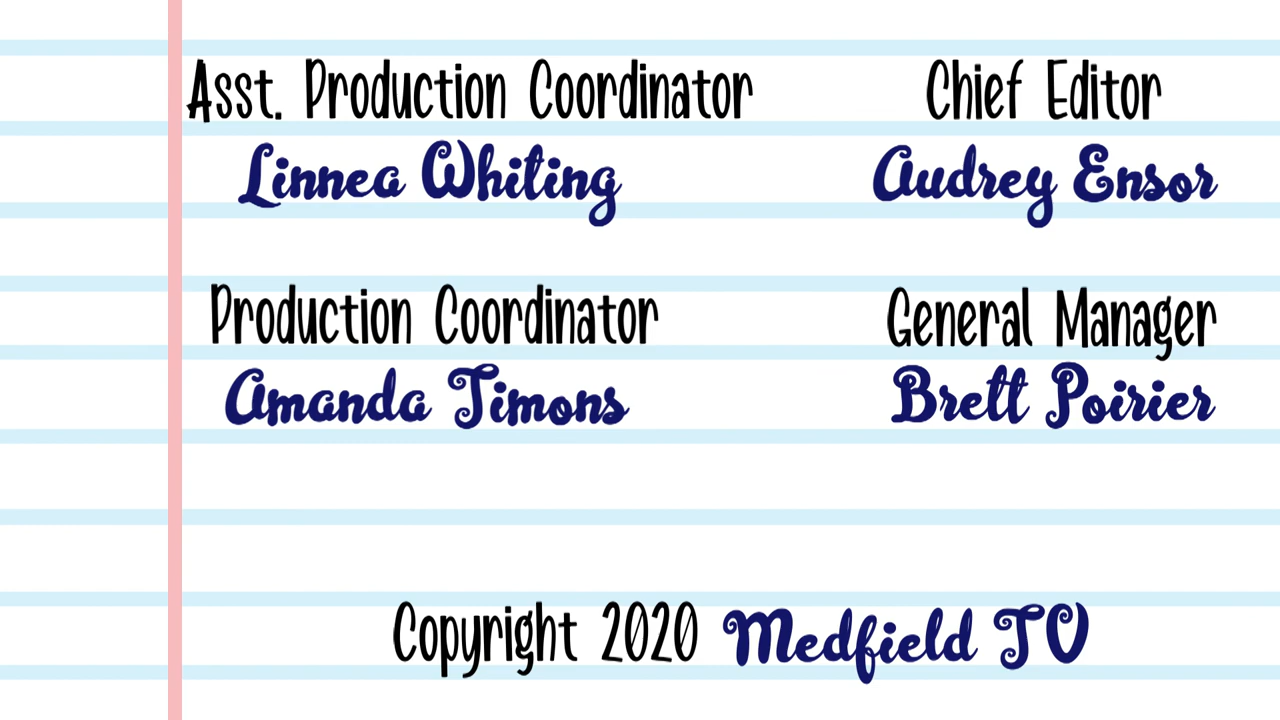 Asst. Production Coordinator
Linnea Whiting
Chief Editor
Audrey Ensor
Production Coordinator
Amanda Timons
General Manager
Brett Poirier
Copyright 2020 Medfield TV